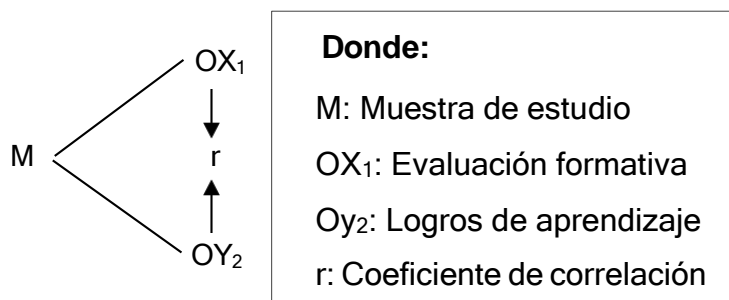 OX₁
M
r
OY₂
Donde:
M: Muestra de estudio
OX₁: Evaluación formativa
Oy₂: Logros de aprendizaje
r: Coeficiente de correlación